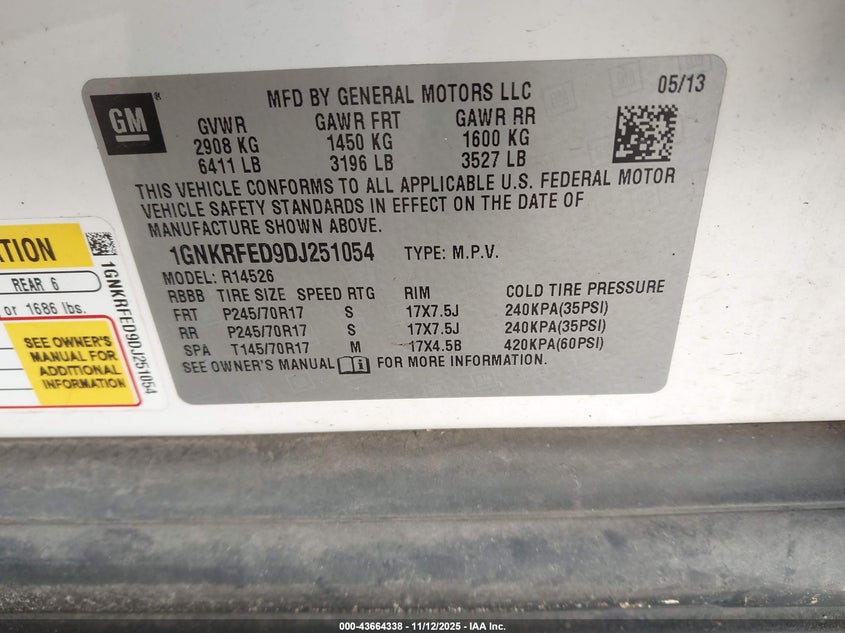 GM
®
MFD BY GENERAL MOTORS LLC
05/13
GVWR GAWR FRT GAWR RR
2908 KG 1450 KG 1600 KG
6411 LB 3196 LB 3527 LB
THIS VEHICLE CONFORMS TO ALL APPLICABLE U.S. FEDERAL MOTOR
VEHICLE SAFETY STANDARDS IN EFFECT ON THE DATE OF
MANUFACTURE SHOWN ABOVE.
1GNKRFED9DJ251054 TYPE: M.P.V.
MODEL: R14526
RBBB TIRE SIZE SPEED RTG RIM COLD TIRE PRESSURE
FRT P245/70R17 S 17X7.5J 240KPA(35PSI)
RR P245/70R17 S 17X7.5J 240KPA(35PSI)
SPA T145/70R17 M 17X4.5B 420KPA(60PSI)
SEE OWNER'S MANUAL FOR MORE INFORMATION.
REAR 6
or 1686 lbs.
SEE OWNER'S
MANUAL FOR
ADDITIONAL
INFORMATION
1GNKRFED9DJ251054
000-43664338 - 11/12/2025 - IAA Inc.